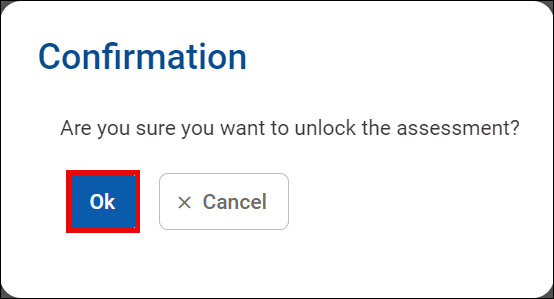 Confirmation
Are you sure you want to unlock the assessment?
Ok
× Cancel